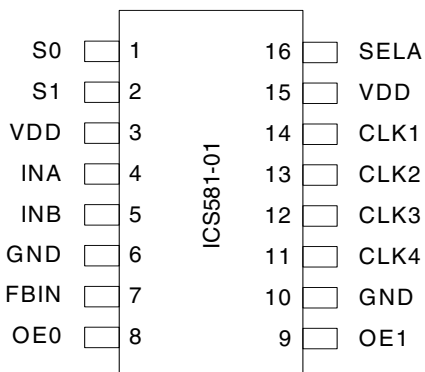 S0 1 16 SELA
S1 2 15 VDD
VDD 3 14 CLK1
INA 4 13 CLK2
INB 5 12 CLK3
GND 6 11 CLK4
FBIN 7 10 GND
OE0 8 9 OE1
ICS581-01